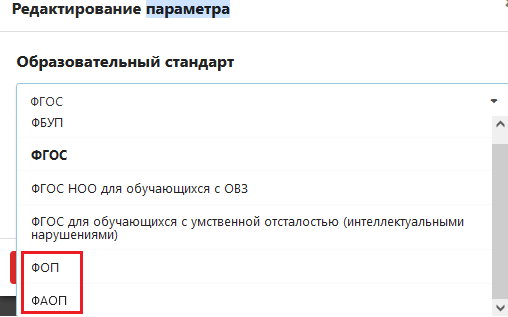 Редактирование параметра
Образовательный стандарт
ФГОС
ФБУП
ФГОС
ФГОС НОО для обучающихся с ОВЗ
ФГОС для обучающихся с умственной отсталостью (интеллектуальными
нарушениями)
ФОП
ФАОП